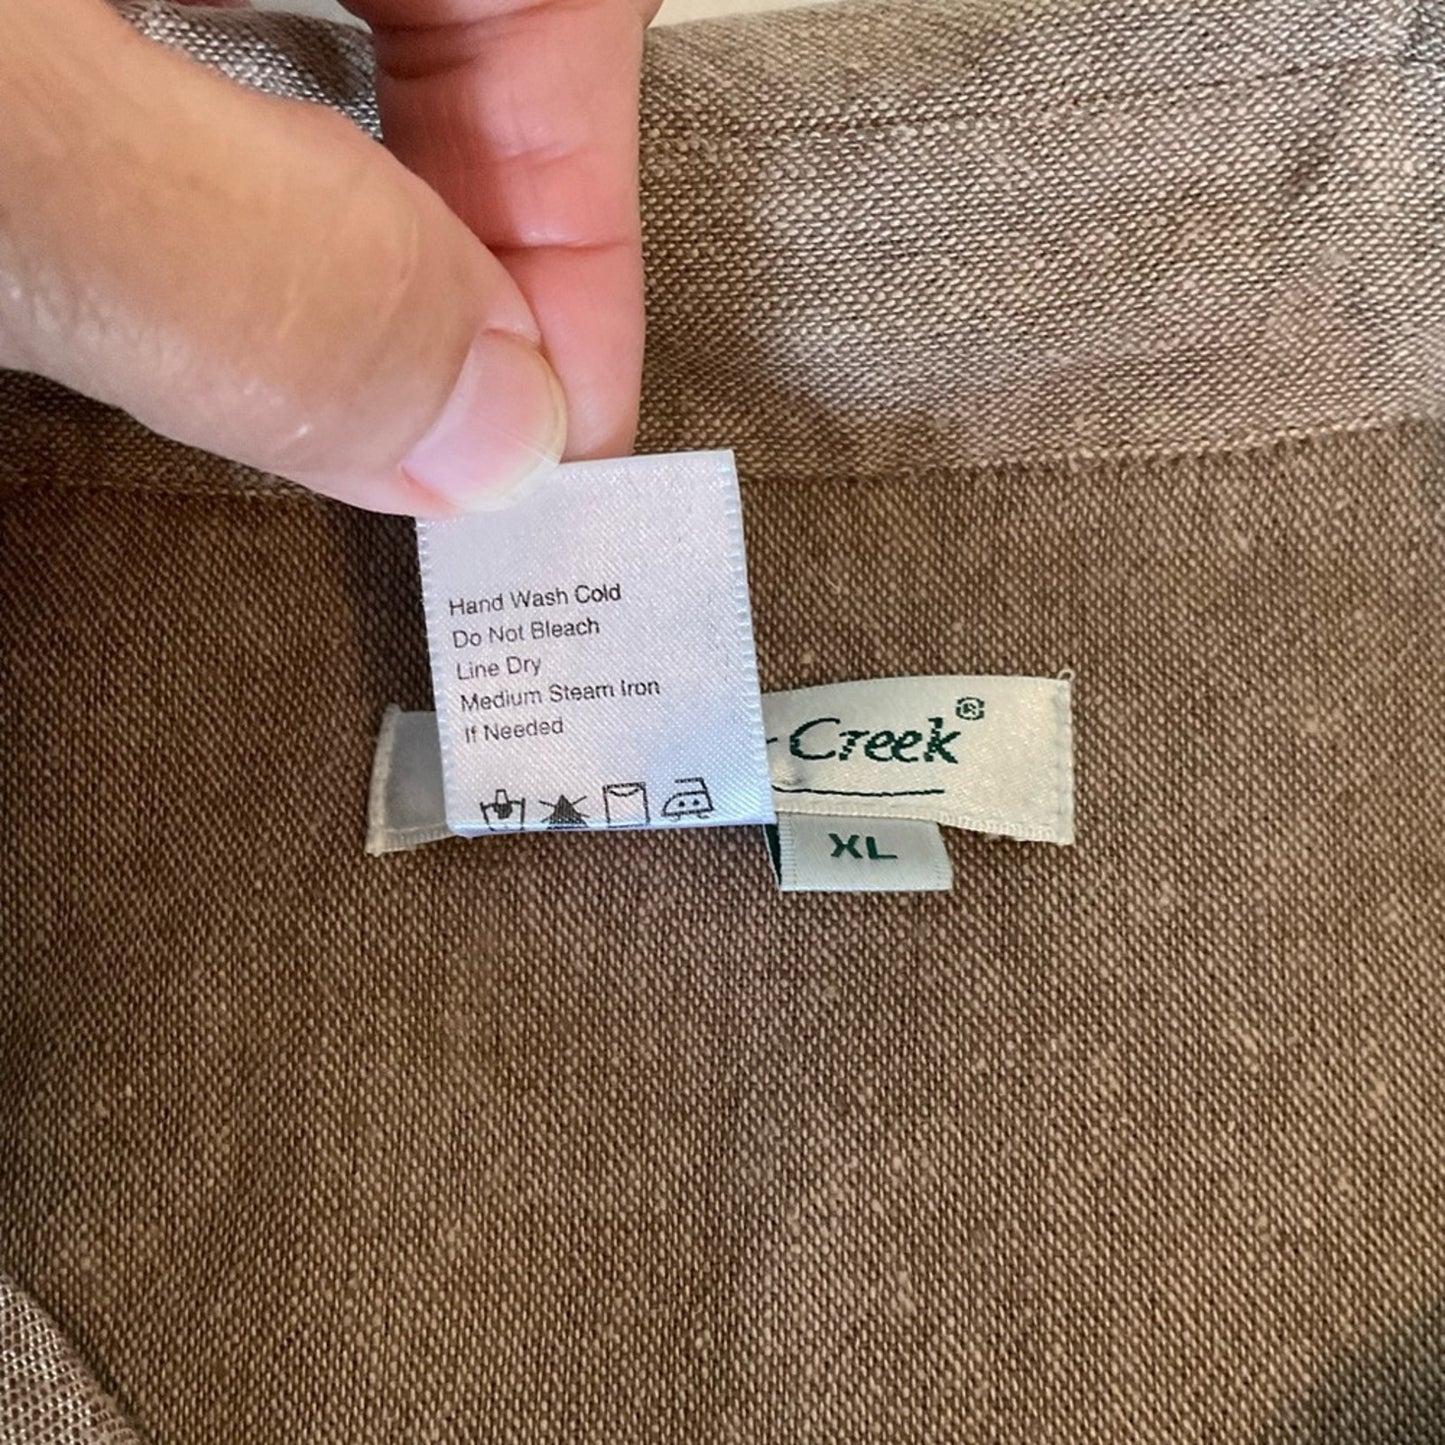 Hand Wash Cold
Do Not Bleach
Line Dry
Medium Steam Iron
If Needed
Creek®
XL